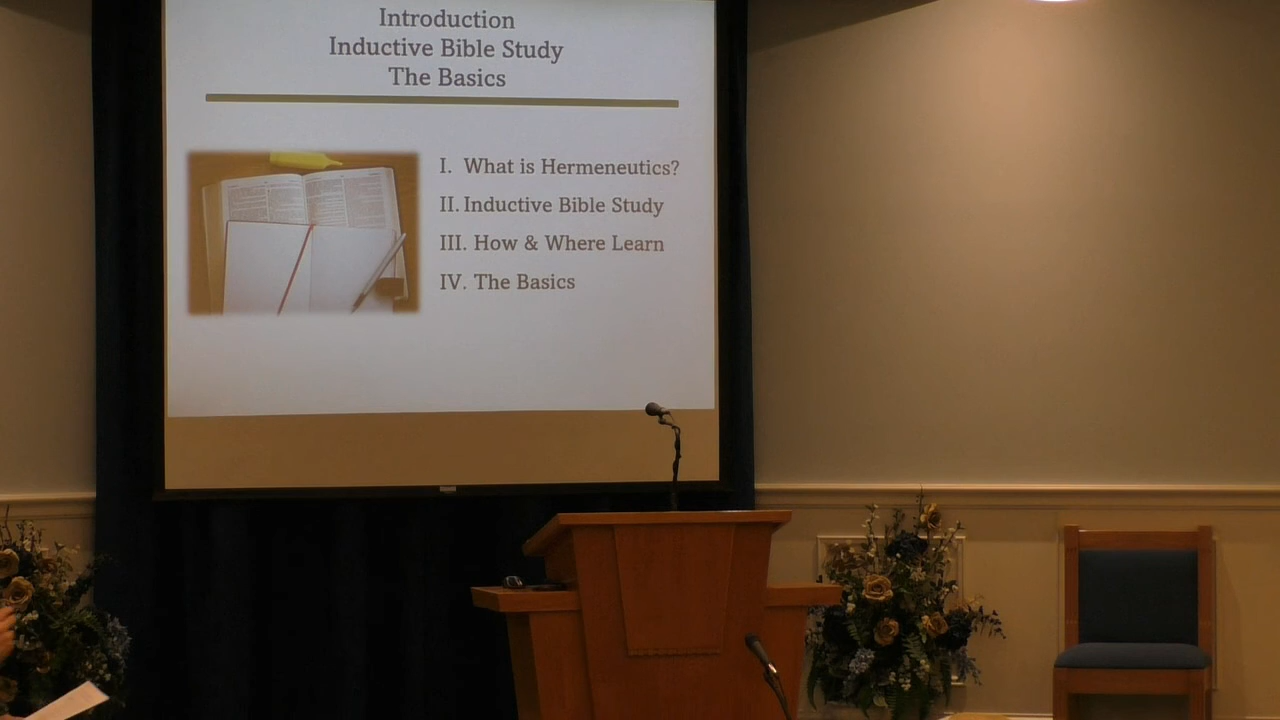 Introduction
Inductive Bible Study
The Basics
I. What is Hermeneutics?
II. Inductive Bible Study
III. How & Where Learn
IV. The Basics